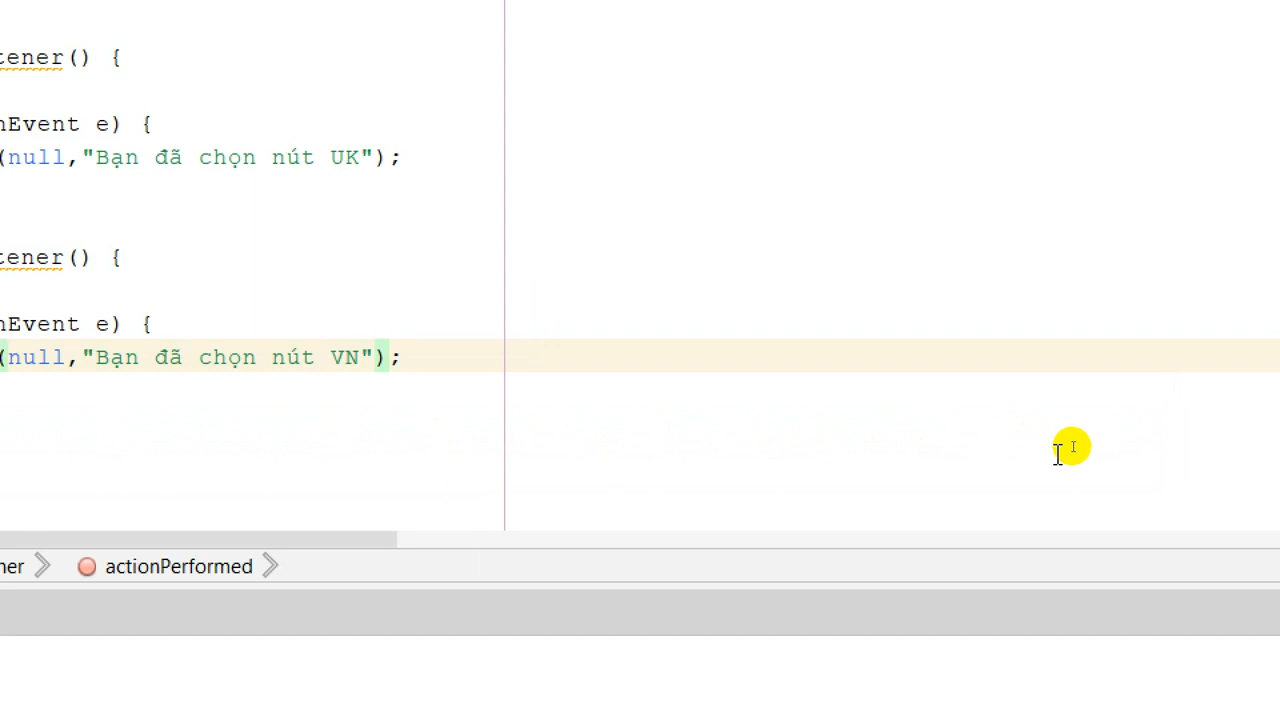 tener() {
nEvent e) {
(null,"Bạn đã chọn nút UK");
tener() {
nEvent e) {
(null,"Bạn đã chọn nút VN");
ner actionPerformed